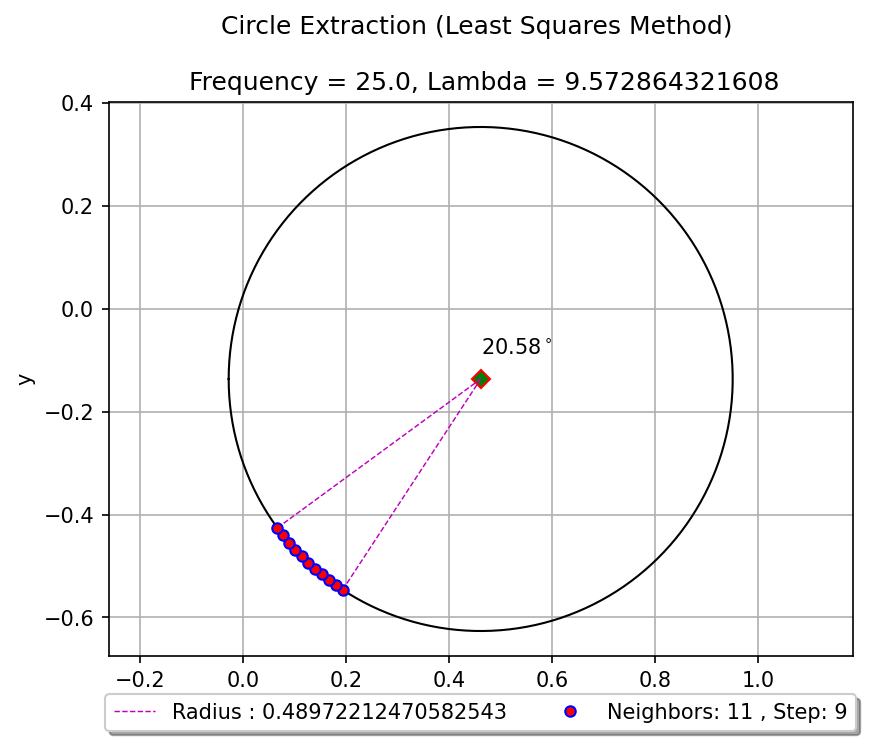 Circle Extraction (Least Squares Method)
Frequency = 25.0, Lambda = 9.572864321608
0.4
0.2
0.0
−0.2
−0.4
−0.6
y
20.58°
−0.2 0.0 0.2 0.4 0.6 0.8 1.0
Radius : 0.48972212470582543 Neighbors: 11 , Step: 9